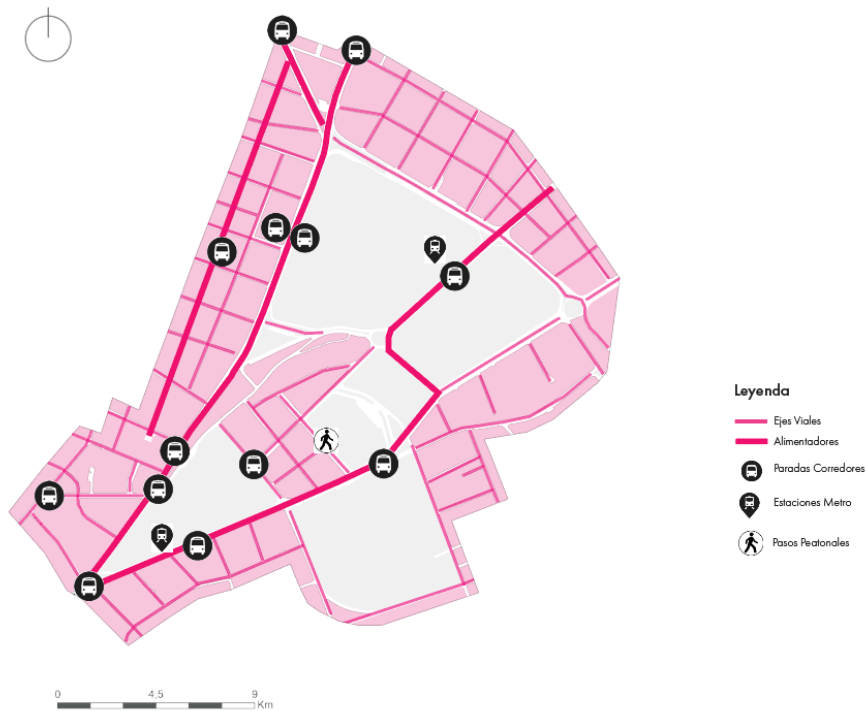 Leyenda
Ejes Viales
Alimentadores
Paradas Corredores
Estaciones Metro
Pasos Peatonales
0 4,5 9
Km